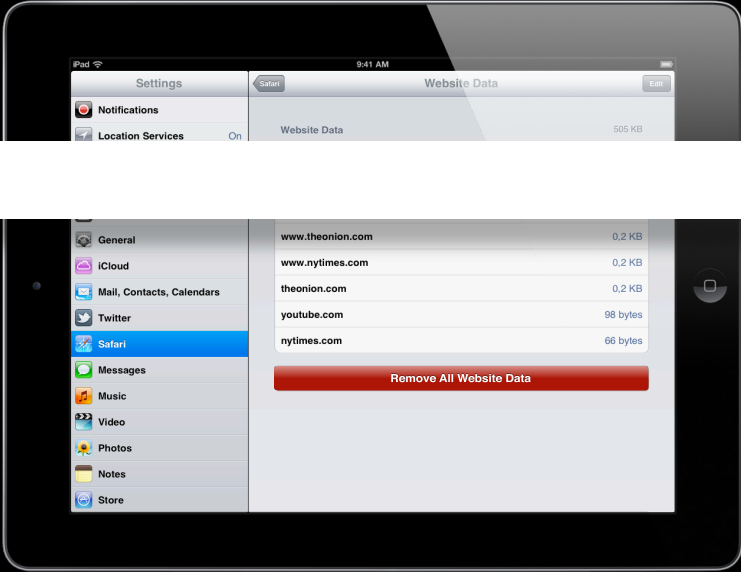 iPad
9:41 AM
Settings
Safari
Website Data
Edit
Notifications
Location Services On
Website Data 505 KB
General
iCloud
Mail, Contacts, Calendars
Twitter
Safari
Messages
Music
Video
Photos
Notes
Store
www.theonion.com 0,2 KB
www.nytimes.com 0,2 KB
theonion.com 0,2 KB
youtube.com 98 bytes
nytimes.com 66 bytes
Remove All Website Data